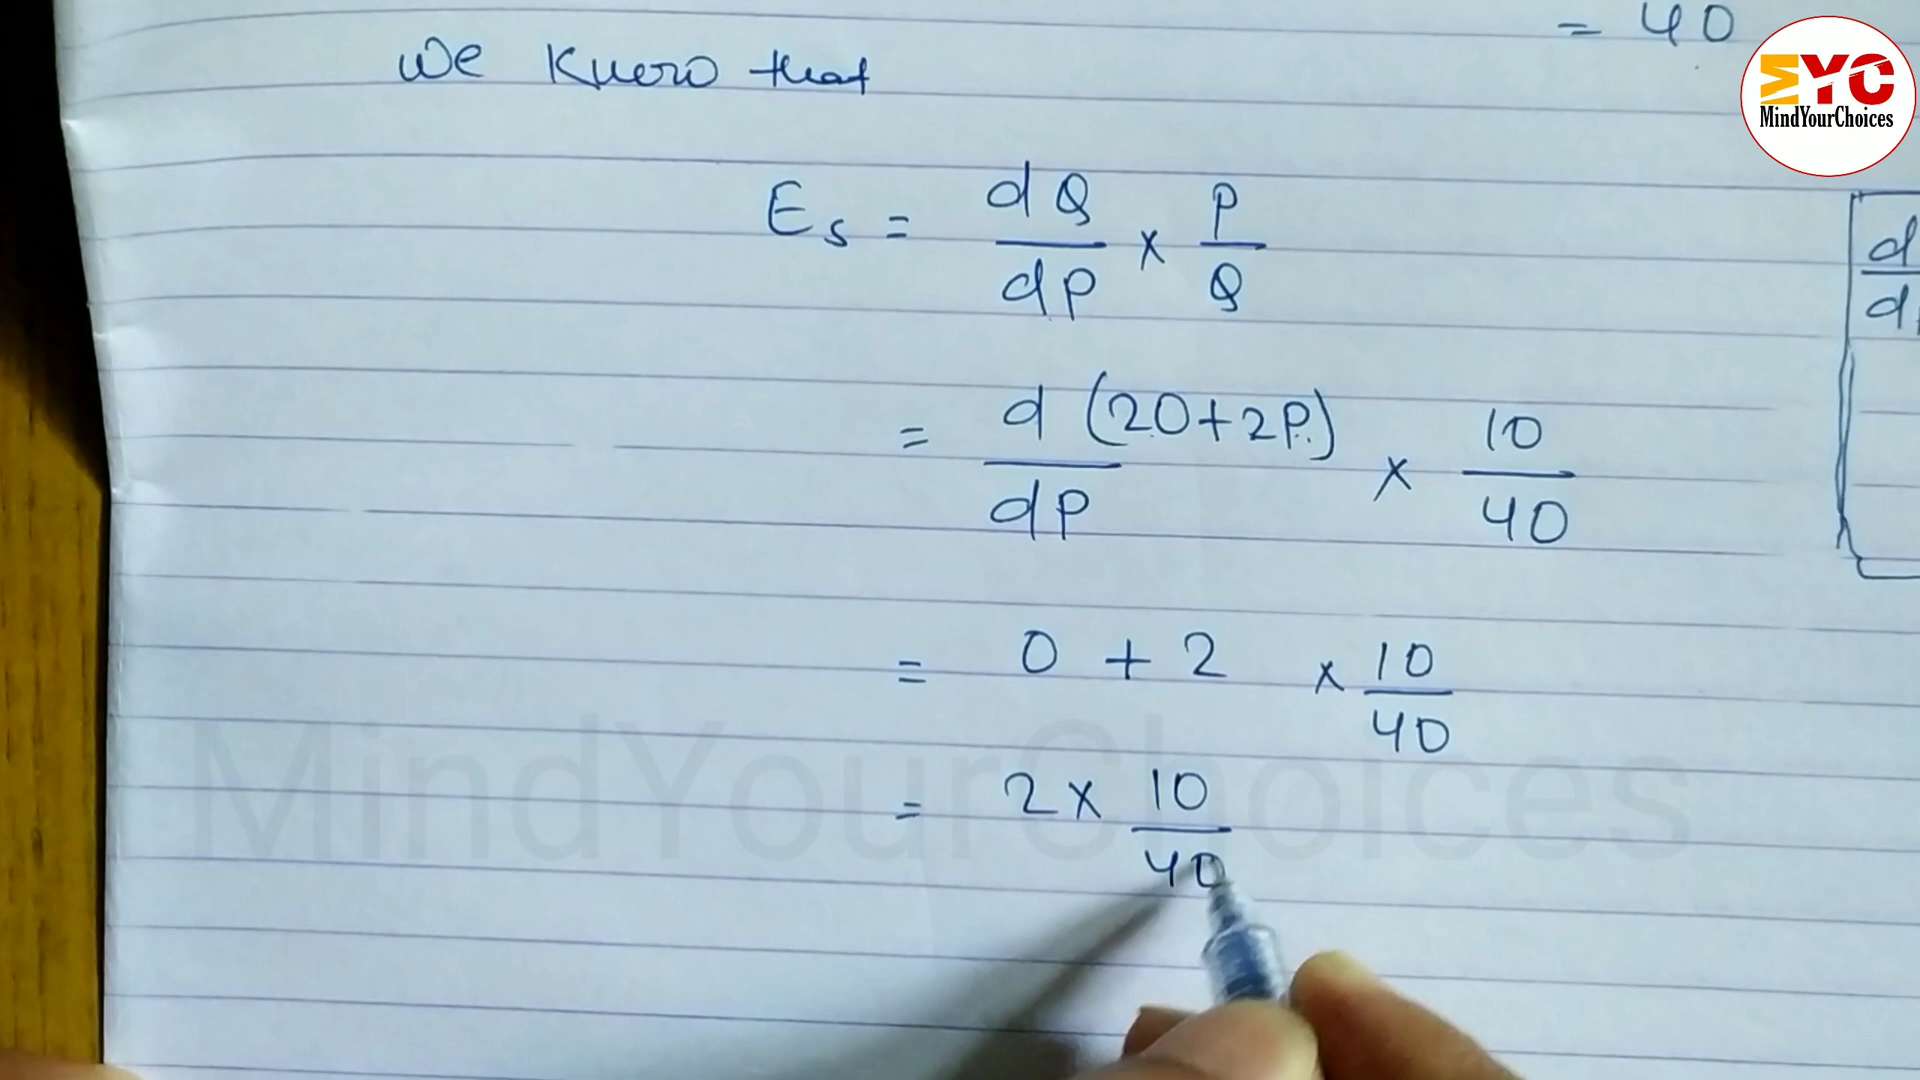 = 40
MYC
MindYourChoices
We Know that
Es = dQ/dP × P/Q
d
d
= d (20+2P)/dP × 10/40
= 0 + 2 × 10/40
= 2 × 10/40
MindYourChoices